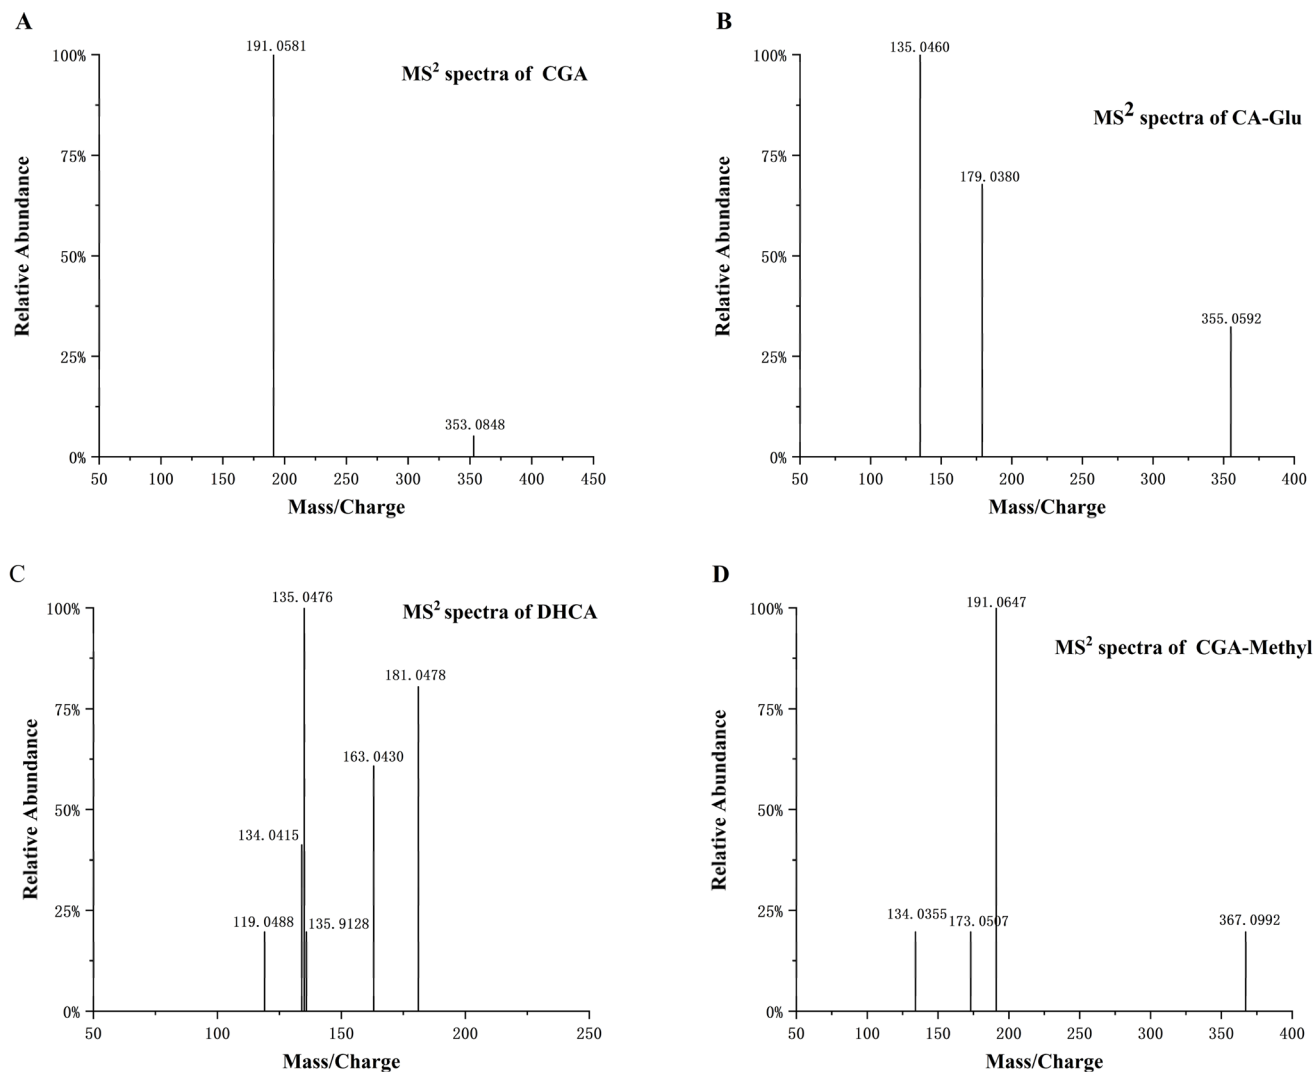 A
MS² spectra of CGA
Relative Abundance
100%
75%
50%
25%
0%
191.0581
353.0848
50 100 150 200 250 300 350 400 450
Mass/Charge
B
MS² spectra of CA-Glu
Relative Abundance
100%
75%
50%
25%
0%
135.0460
179.0380
355.0592
50 100 150 200 250 300 350 400
Mass/Charge
C
MS² spectra of DHCA
Relative Abundance
100%
75%
50%
25%
0%
135.0476
181.0478
163.0430
134.0415
119.0488
135.9128
50 100 150 200 250
Mass/Charge
D
MS² spectra of CGA-Methyl
Relative Abundance
100%
75%
50%
25%
0%
191.0647
134.0355
173.0507
367.0992
50 100 150 200 250 300 350 400
Mass/Charge